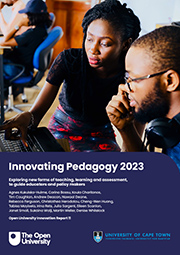 Innovating Pedagogy 2023
Exploring new forms of teaching, learning and assessment,
to guide educators and policy makers
Agnes Kukulska-Hulme, Carina Bossu, Koula Charitonos,
Tim Coughlan, Andrew Deacon, Nawaal Deane,
Rebecca Ferguson, Christothea Herodotou, Cheng-Wen Huang,
Tabisa Mayisela, Irina Rets, Julia Sargent, Eileen Scanlon,
Janet Small, Sukaina Walji, Martin Weller, Denise Whitelock
Open University Innovation Report 11
The Open
University
UNIVERSITY OF CAPE TOWN